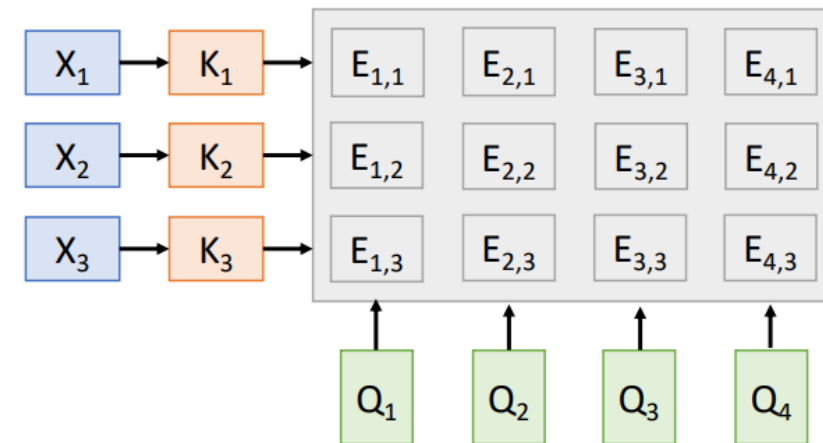 X1 K1 E1,1 E2,1 E3,1 E4,1
X2 K2 E1,2 E2,2 E3,2 E4,2
X3 K3 E1,3 E2,3 E3,3 E4,3
Q1 Q2 Q3 Q4